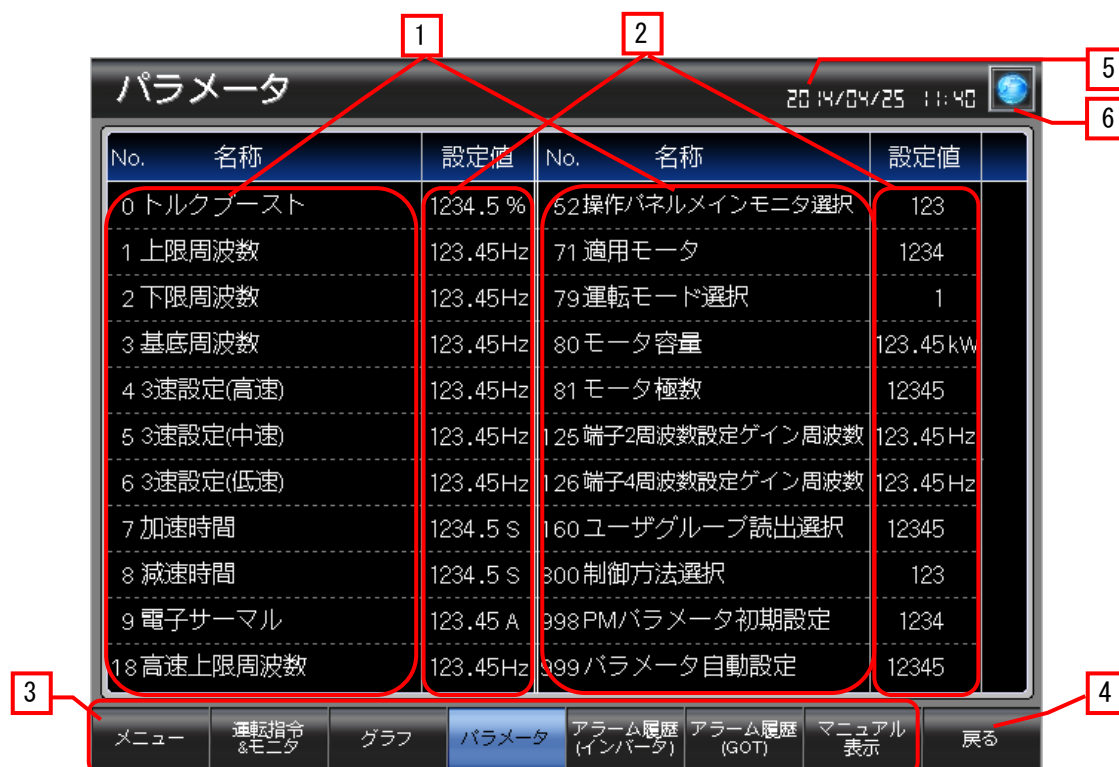 1
2
5
6
パラメータ
2014/04/25 11:40
No. 名称 設定値 No. 名称 設定値
0 トルクブースト 1234.5 % 52 操作パネルメインモニタ選択 123
1 上限周波数 123.45Hz 71 適用モータ 1234
2 下限周波数 123.45Hz 79 運転モード選択 1
3 基底周波数 123.45Hz 80 モータ容量 123.45 kW
4 3速設定(高速) 123.45Hz 81 モータ極数 12345
5 3速設定(中速) 123.45Hz 125 端子2周波数設定ゲイン周波数 123.45 Hz
6 3速設定(低速) 123.45Hz 126 端子4周波数設定ゲイン周波数 123.45 Hz
7 加速時間 1234.5 S 160 ユーザグループ読出選択 12345
8 減速時間 1234.5 S 800 制御方法選択 123
9 電子サーマル 123.45 A 998 PMパラメータ初期設定 1234
18 高速上限周波数 123.45Hz 999 パラメータ自動設定 12345
3
4
メニュー
運転指令
&モニタ
グラフ
パラメータ
アラーム履歴
(インバータ)
アラーム履歴
(GOT)
マニュアル
表示
戻る